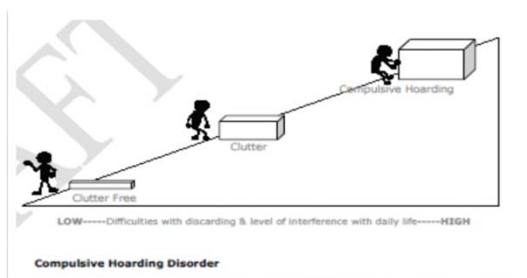 AFT
Compulsive Hoarding
Clutter
Clutter Free
LOW-----Difficulties with discarding & level of interference with daily life-----HIGH
Compulsive Hoarding Disorder